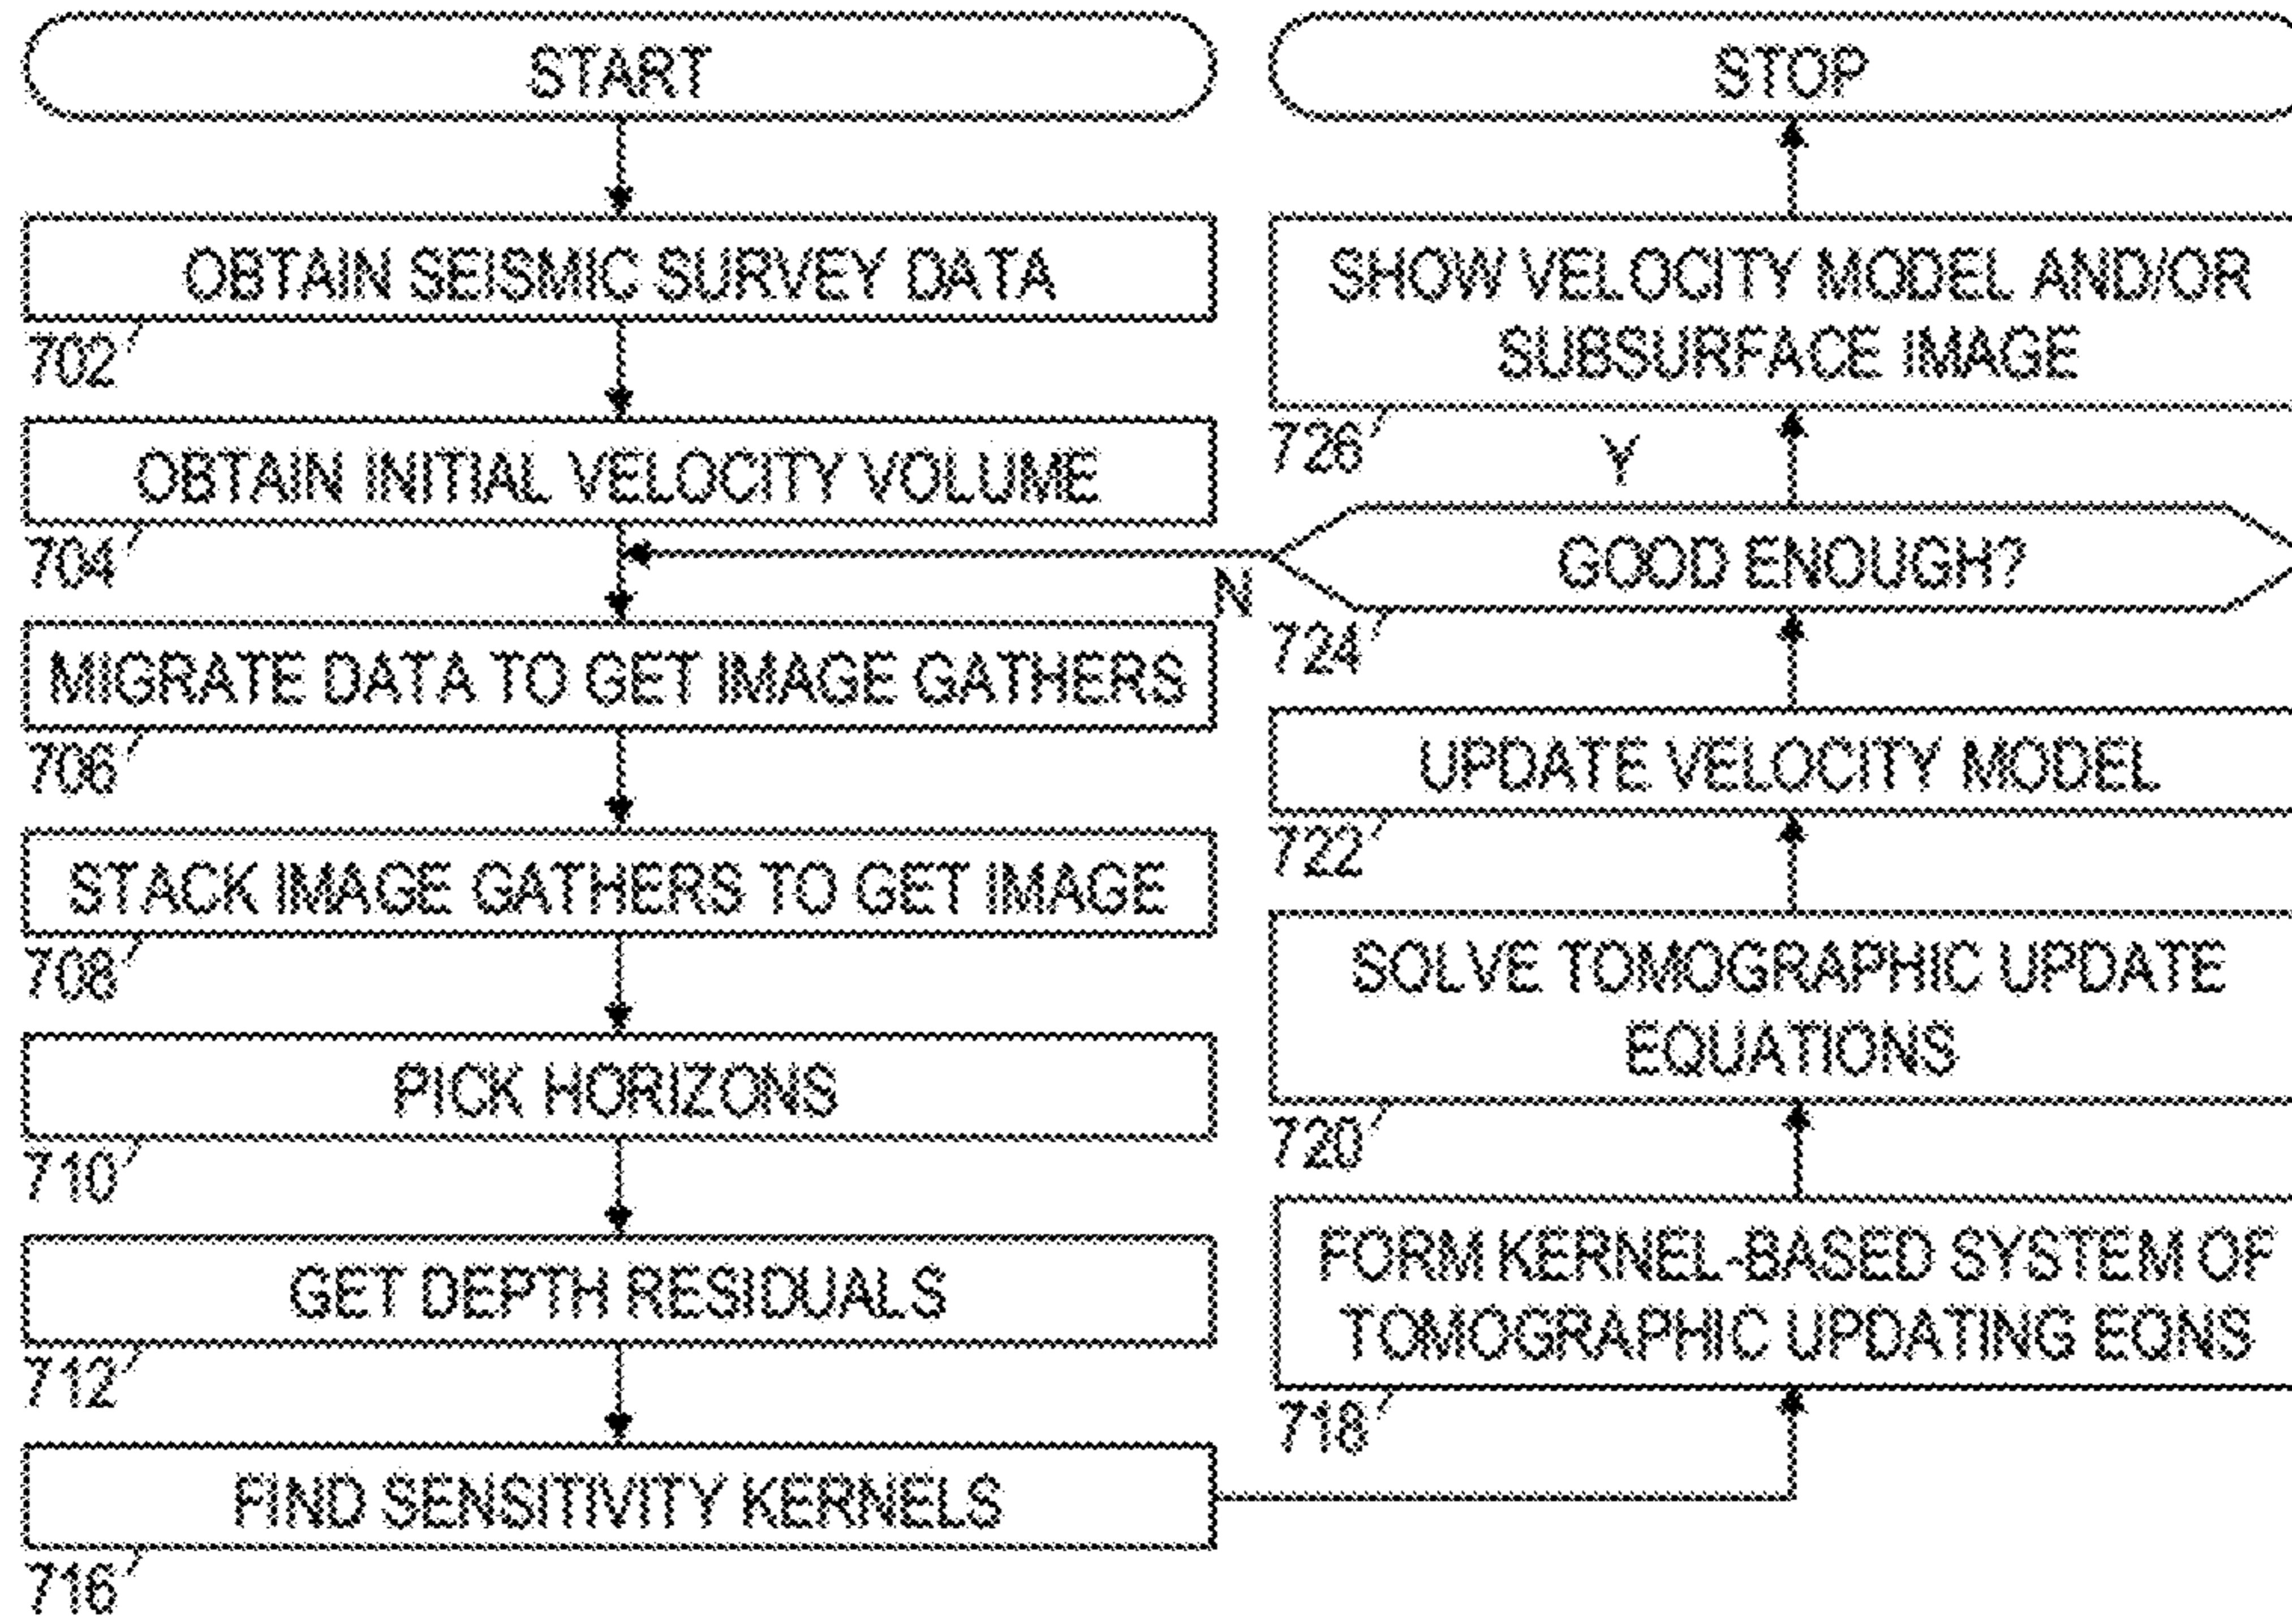 START
OBTAIN SEISMIC SURVEY DATA
702
OBTAIN INITIAL VELOCITY VOLUME
704
MIGRATE DATA TO GET IMAGE GATHERS
706
STACK IMAGE GATHERS TO GET IMAGE
708
PICK HORIZONS
710
GET DEPTH RESIDUALS
712
FIND SENSITIVITY KERNELS
716
FORM KERNEL-BASED SYSTEM OF
TOMOGRAPHIC UPDATING EQNS
718
SOLVE TOMOGRAPHIC UPDATE
EQUATIONS
720
UPDATE VELOCITY MODEL
722
GOOD ENOUGH?
724
N
Y
SHOW VELOCITY MODEL AND/OR
SUBSURFACE IMAGE
726
STOP